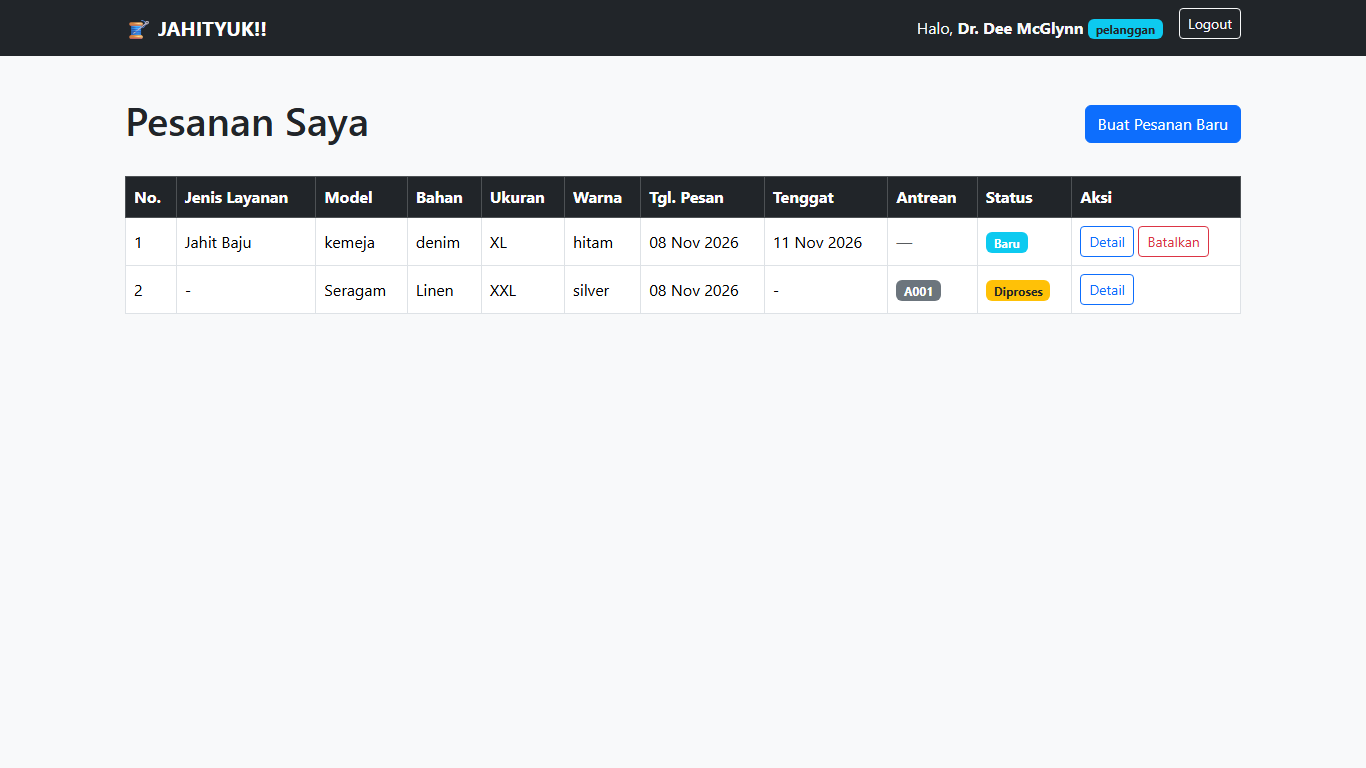 JAHITYUK!! Halo, Dr. Dee McGlynn pelanggan Logout
Pesanan Saya Buat Pesanan Baru
No. Jenis Layanan Model Bahan Ukuran Warna Tgl. Pesan Tenggat Antrean Status Aksi
1 Jahit Baju kemeja denim XL hitam 08 Nov 2026 11 Nov 2026 — Baru Detail Batalkan
2 - Seragam Linen XXL silver 08 Nov 2026 - A001 Diproses Detail